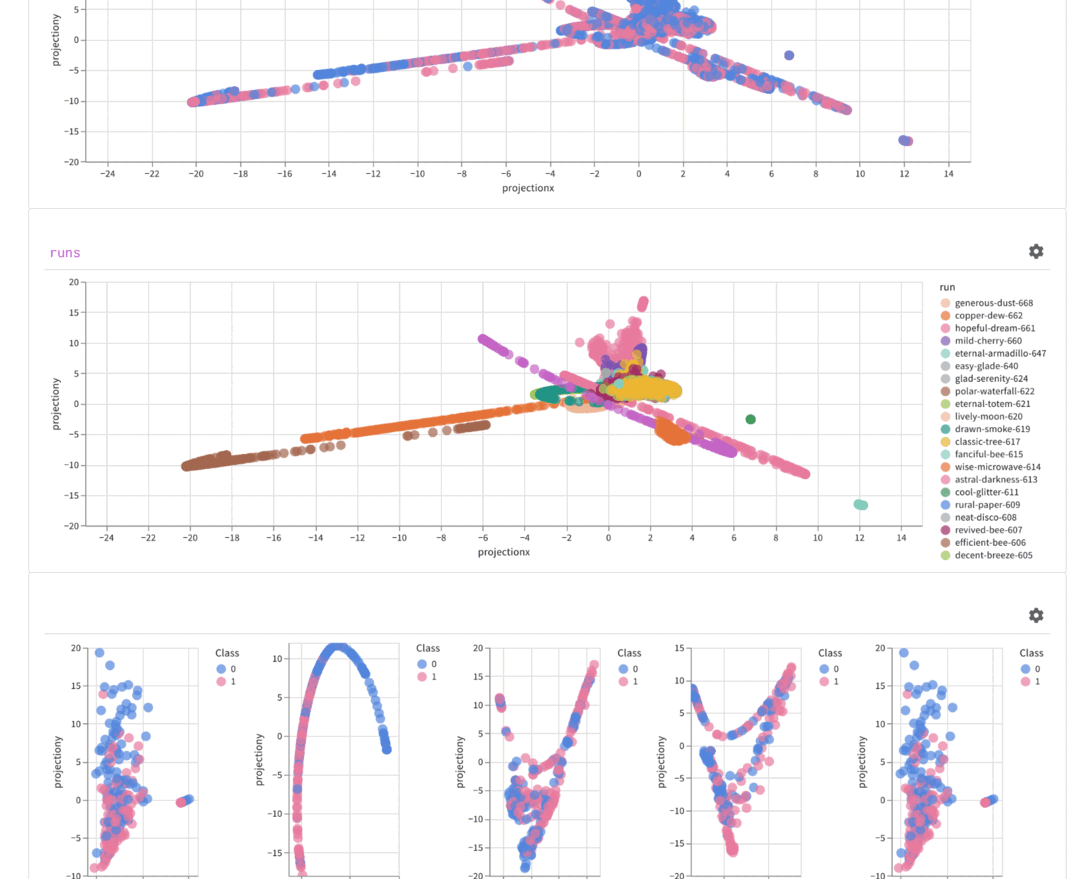 5
0
−5
−10
−15
−20
projectiony
−24 −22 −20 −18 −16 −14 −12 −10 −8 −6 −4 −2 0 2 4 6 8 10 12 14
projectionx
runs
20
15
10
5
0
−5
−10
−15
−20
projectiony
−24 −22 −20 −18 −16 −14 −12 −10 −8 −6 −4 −2 0 2 4 6 8 10 12 14
projectionx
run
generous-dust-668
copper-dew-662
hopeful-dream-661
mild-cherry-660
eternal-armadillo-647
easy-glade-640
glad-serenity-624
polar-waterfall-622
eternal-totem-621
lively-moon-620
drawn-smoke-619
classic-tree-617
fanciful-bee-615
wise-microwave-614
astral-darkness-613
cool-glitter-611
rural-paper-609
neat-disco-608
revived-bee-607
efficient-bee-606
decent-breeze-605
20
15
10
5
0
−5
−10
projectiony
Class
0
1
10
5
0
−5
−10
−15
projectiony
Class
0
1
20
15
10
5
0
−5
−10
−15
−20
projectiony
Class
0
1
15
10
5
0
−5
−10
−15
−20
projectiony
Class
0
1
20
15
10
5
0
−5
−10
projectiony
Class
0
1